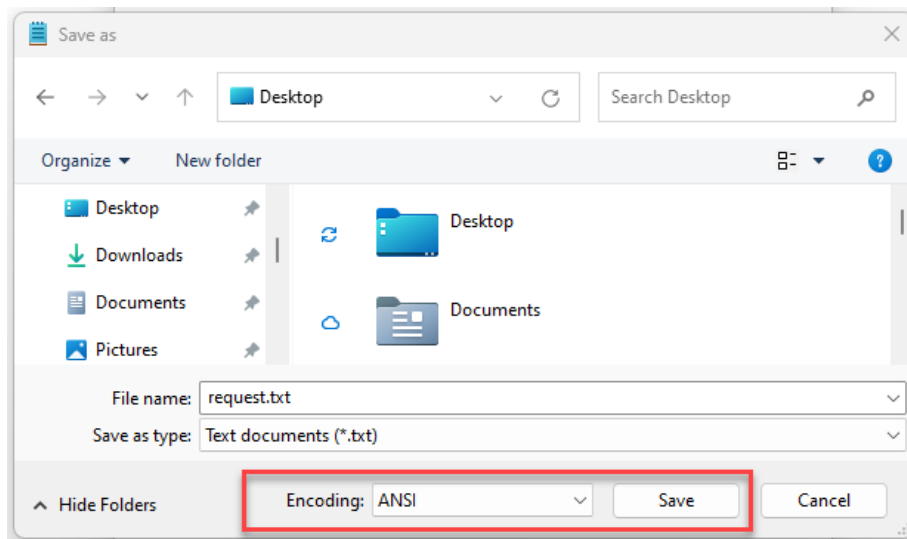 Save as
Desktop
Search Desktop
Organize
New folder
?
Desktop
Desktop
Downloads
Documents
Documents
Pictures
File name: request.txt
Save as type: Text documents (*.txt)
Hide Folders
Encoding: ANSI
Save
Cancel